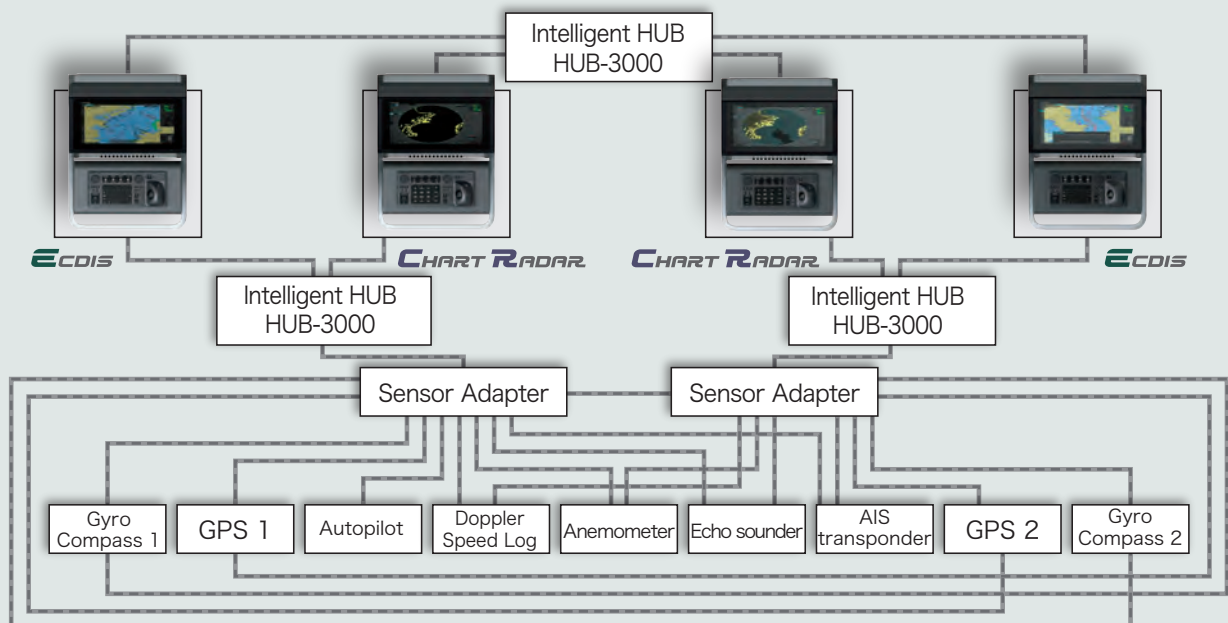 Intelligent HUB
HUB-3000
ECDIS
CHART RADAR
CHART RADAR
ECDIS
Intelligent HUB
HUB-3000
Intelligent HUB
HUB-3000
Sensor Adapter
Sensor Adapter
Gyro
Compass 1
GPS 1
Autopilot
Doppler
Speed Log
Anemometer
Echo sounder
AIS
transponder
GPS 2
Gyro
Compass 2